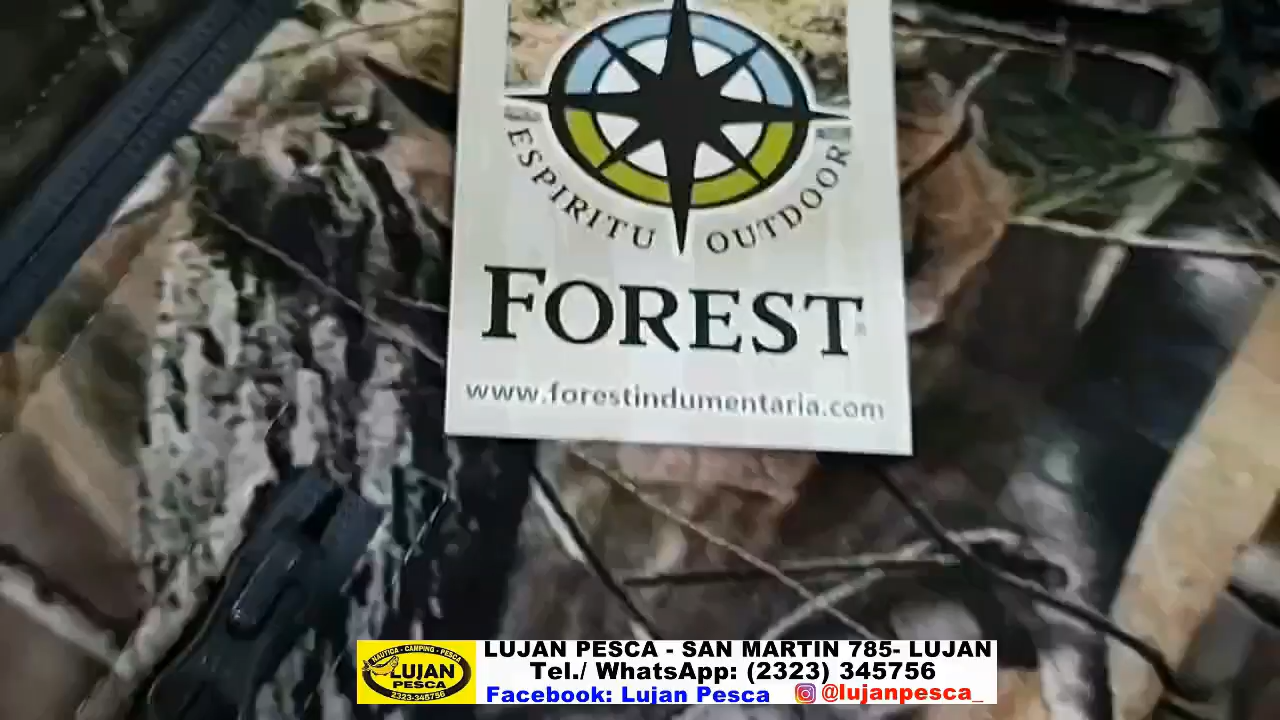 ESPIRITU OUTDOOR
FOREST
www.forestindumentaria.com
NAUTICA - CAMPING - PESCA
LUJAN
PESCA
2323-345756
LUJAN PESCA - SAN MARTIN 785- LUJAN
Tel./ WhatsApp: (2323) 345756
Facebook: Lujan Pesca @lujanpesca_